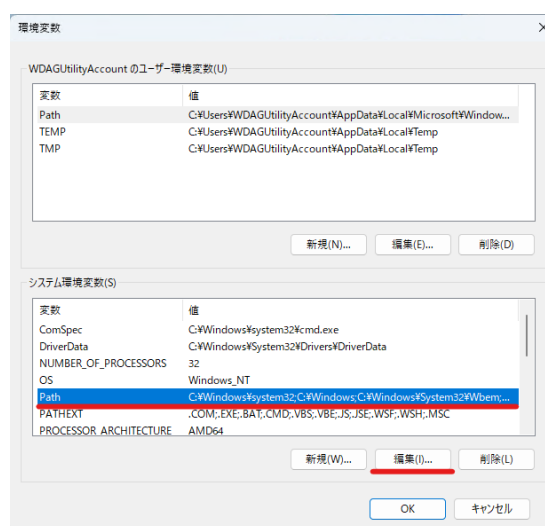 環境変数
WDAGUtilityAccount のユーザー環境変数(U)
変数 値
Path C:¥Users¥WDAGUtilityAccount¥AppData¥Local¥Microsoft¥Window...
TEMP C:¥Users¥WDAGUtilityAccount¥AppData¥Local¥Temp
TMP C:¥Users¥WDAGUtilityAccount¥AppData¥Local¥Temp
新規(N)... 編集(E)... 削除(D)
システム環境変数(S)
変数 値
ComSpec C:¥Windows¥system32¥cmd.exe
DriverData C:¥Windows¥System32¥Drivers¥DriverData
NUMBER_OF_PROCESSORS 32
OS Windows_NT
Path C:¥Windows¥system32;C:¥Windows;C:¥Windows¥System32¥Wbem;...
PATHEXT .COM;.EXE;.BAT;.CMD;.VBS;.VBE;.JS;.JSE;.WSF;.WSH;.MSC
PROCESSOR_ARCHITECTURE AMD64
新規(W)... 編集(I)... 削除(L)
OK キャンセル